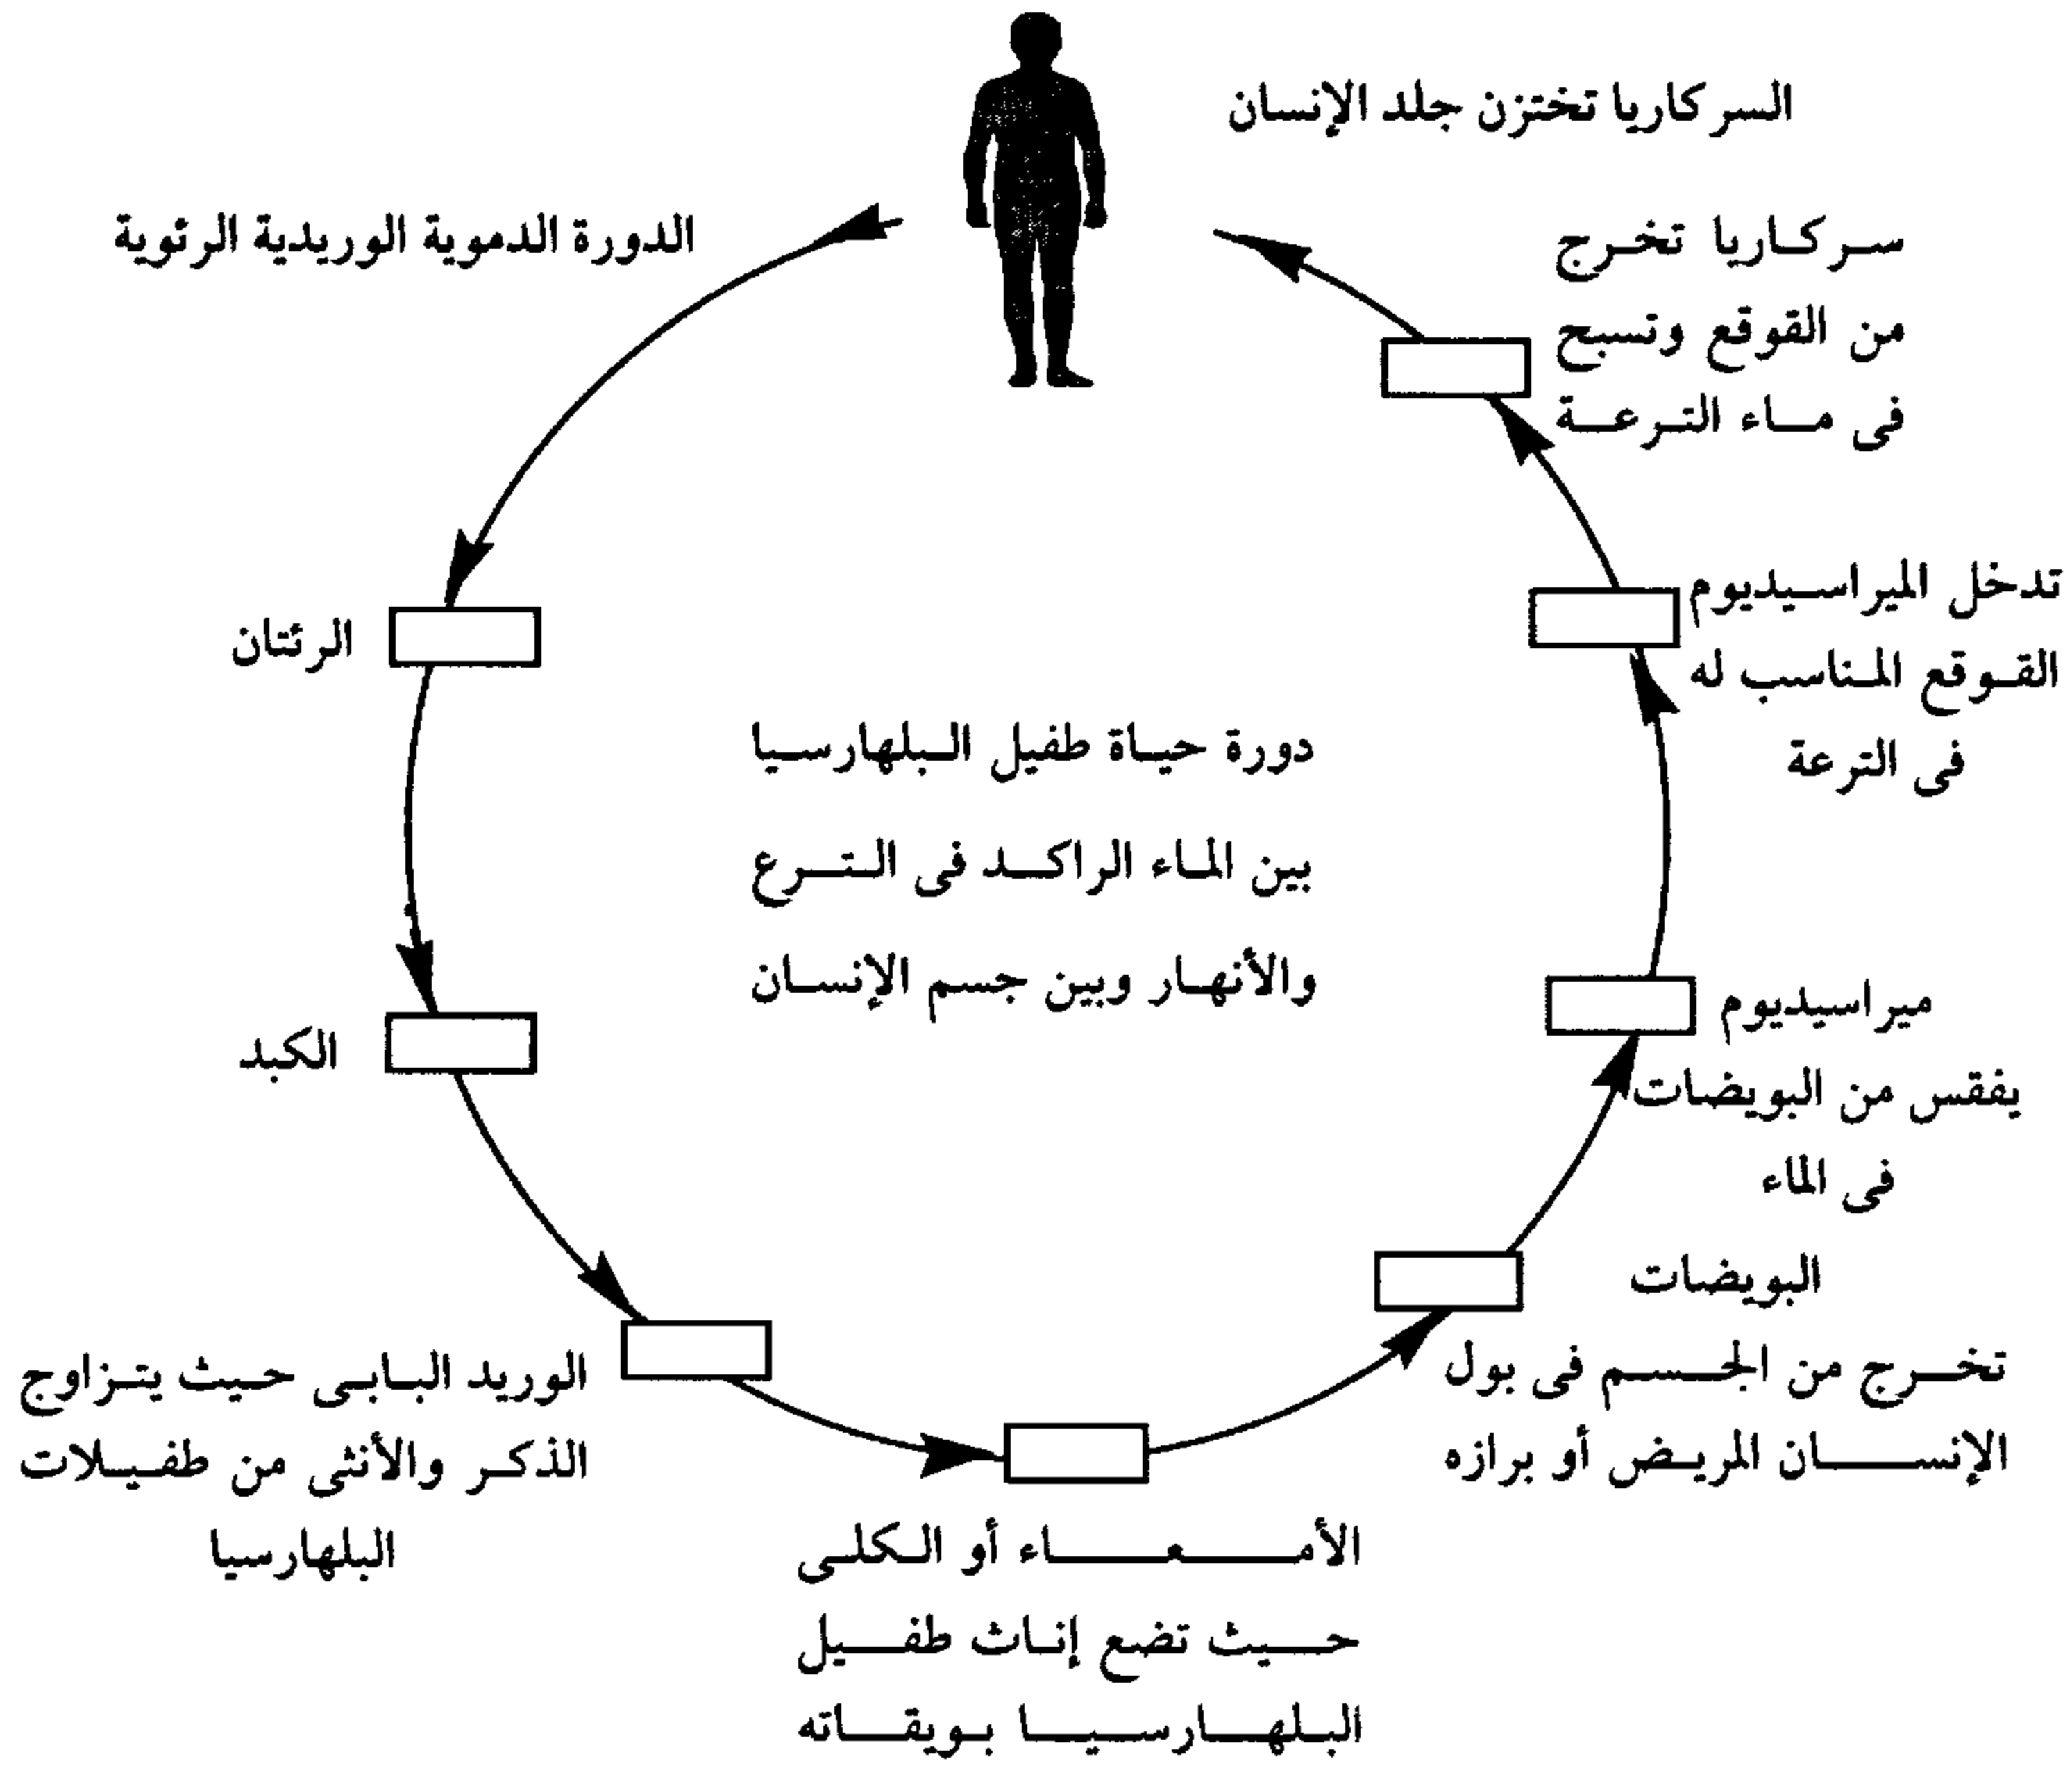 السركاريا تختزن جلد الإنسان
سركاريا تخرج
من القوقع وتسبح
فى ماء الترعة
تدخل الميراسيديوم
القوقع المناسب له
فى الترعة
ميراسيديوم
يفقس من البويضات
فى الماء
البويضات
تخرج من الجسم فى بول
الإنسان المريض أو برازه
الأمعاء أو الكلى
حيث تضع إناث طفيل
البلهارسيا بويقاته
الوريد البابى حيث يتزاوج
الذكر والأنثى من طفيلات
البلهارسيا
الكبد
الرئتان
الدورة الدموية الوريدية الرئوية
دورة حياة طفيل البلهارسيا
بين الماء الراكد فى الترع
والأنهار وبين جسم الإنسان